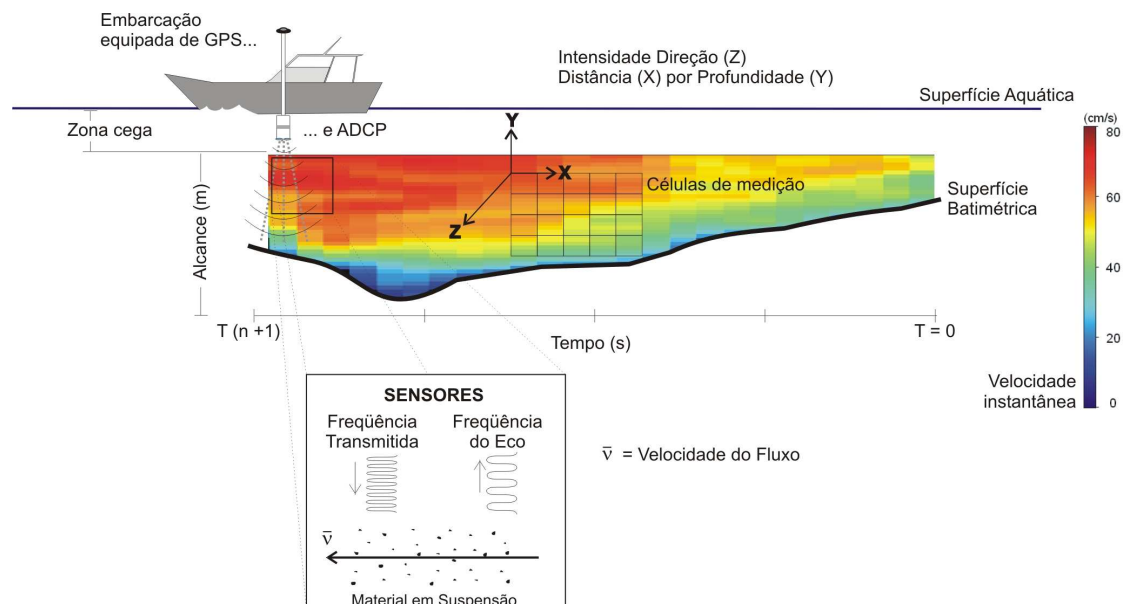 Embarcação
equipada de GPS...
Intensidade Direção (Z)
Distância (X) por Profundidade (Y)
Superfície Aquática
Zona cega
... e ADCP
Y
X
Z
Células de medição
(cm/s)
80
60
40
20
0
Superfície
Batimétrica
Alcance (m)
T (n +1)
Tempo (s)
T = 0
Velocidade
instantânea
SENSORES
Freqüência
Transmitida
Freqüência
do Eco
v̅ = Velocidade do Fluxo
v̅
Material em Suspensão